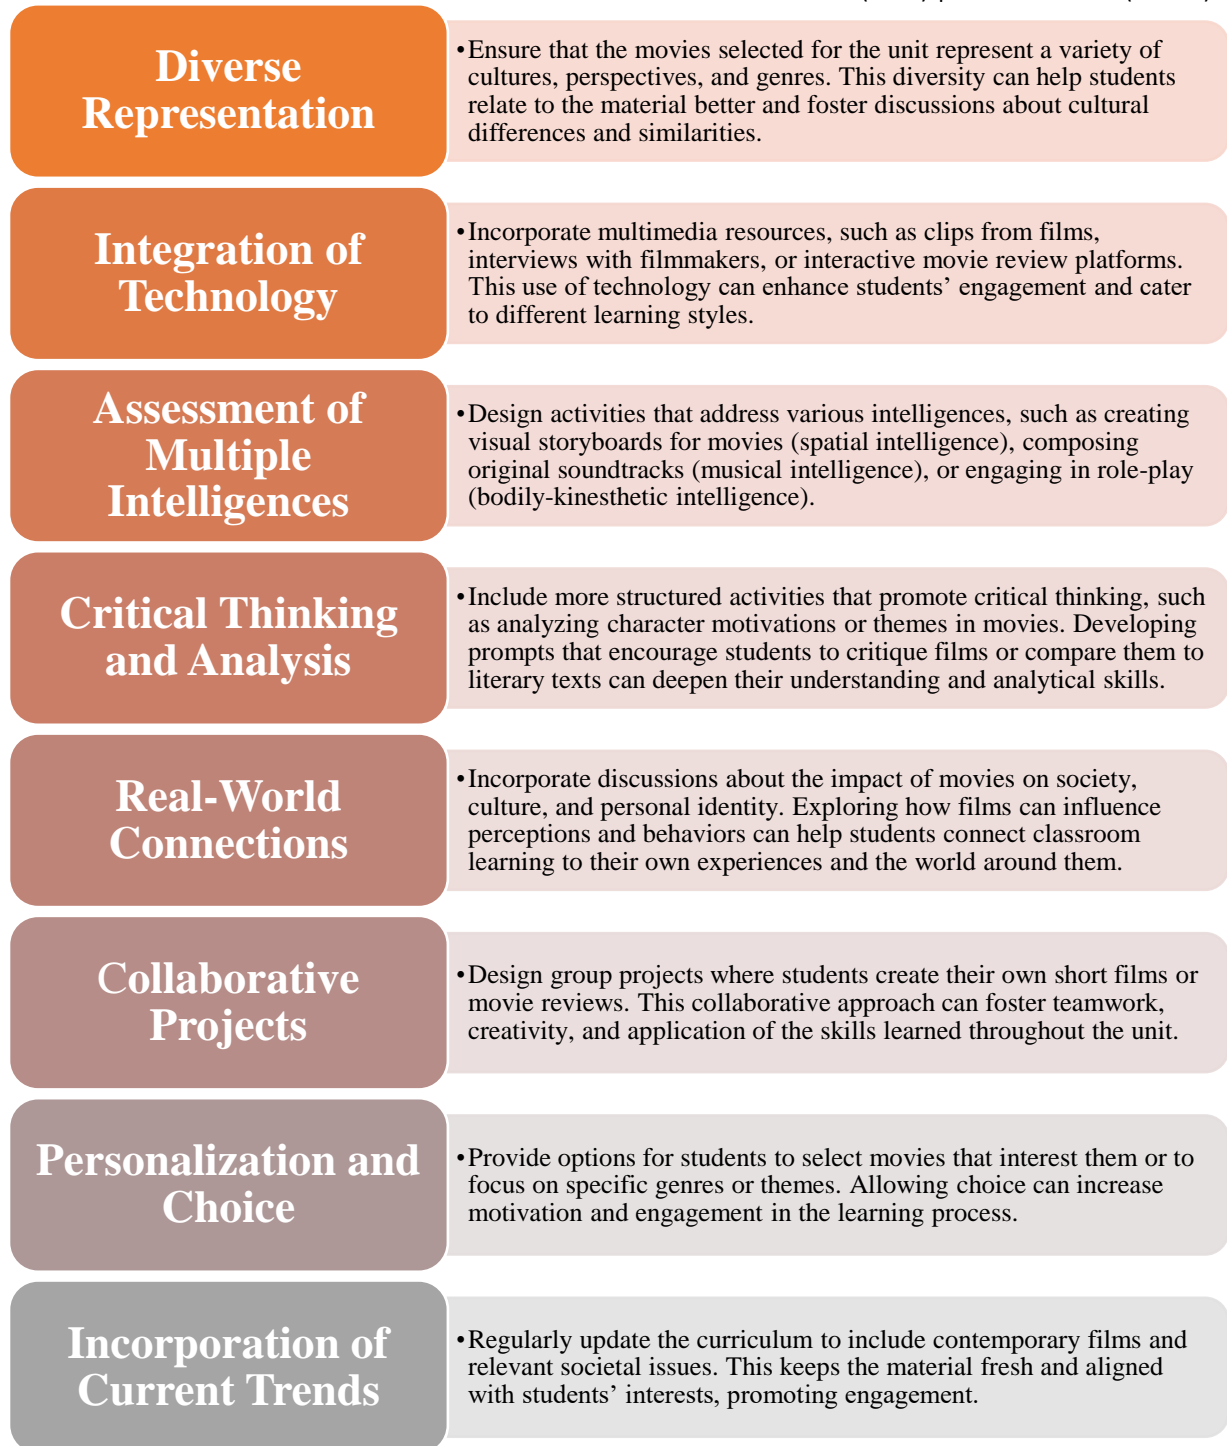 Diverse
Representation
•Ensure that the movies selected for the unit represent a variety of
cultures, perspectives, and genres. This diversity can help students
relate to the material better and foster discussions about cultural
differences and similarities.
Integration of
Technology
•Incorporate multimedia resources, such as clips from films,
interviews with filmmakers, or interactive movie review platforms.
This use of technology can enhance students’ engagement and cater
to different learning styles.
Assessment of
Multiple
Intelligences
•Design activities that address various intelligences, such as creating
visual storyboards for movies (spatial intelligence), composing
original soundtracks (musical intelligence), or engaging in role-play
(bodily-kinesthetic intelligence).
Critical Thinking
and Analysis
•Include more structured activities that promote critical thinking, such
as analyzing character motivations or themes in movies. Developing
prompts that encourage students to critique films or compare them to
literary texts can deepen their understanding and analytical skills.
Real-World
Connections
•Incorporate discussions about the impact of movies on society,
culture, and personal identity. Exploring how films can influence
perceptions and behaviors can help students connect classroom
learning to their own experiences and the world around them.
Collaborative
Projects
•Design group projects where students create their own short films or
movie reviews. This collaborative approach can foster teamwork,
creativity, and application of the skills learned throughout the unit.
Personalization and
Choice
•Provide options for students to select movies that interest them or to
focus on specific genres or themes. Allowing choice can increase
motivation and engagement in the learning process.
Incorporation of
Current Trends
•Regularly update the curriculum to include contemporary films and
relevant societal issues. This keeps the material fresh and aligned
with students’ interests, promoting engagement.